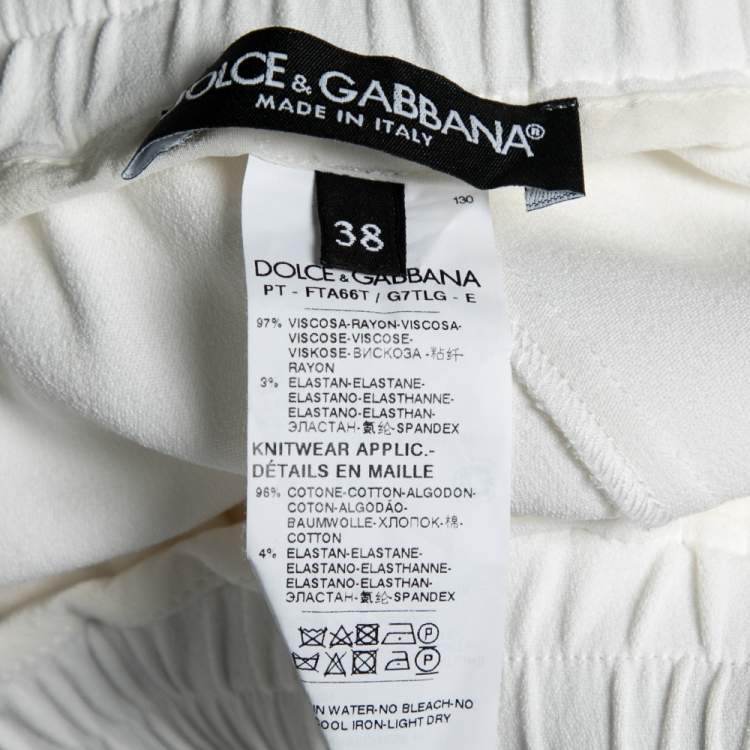 DOLCE & GABBANA®
MADE IN ITALY
130
38
DOLCE & GABBANA
PT - FTA66T / G7TLG - E
97% VISCOSA-RAYON-VISCOSA-
VISCOSE-VISCOSE-
VISKOSE-ВИСКОЗА-粘纤-
RAYON
3% ELASTAN-ELASTANE-
ELASTANO-ELASTHANNE-
ELASTANO-ELASTHAN-
ЭЛАСТАН-氨纶-SPANDEX
KNITWEAR APPLIC.-
DÉTAILS EN MAILLE
96% COTONE-COTTON-ALGODON-
COTON-ALGODÃO-
BAUMWOLLE-ХЛОПОК-棉-
COTTON
4% ELASTAN-ELASTANE-
ELASTANO-ELASTHANNE-
ELASTANO-ELASTHAN-
ЭЛАСТАН-氨纶-SPANDEX
P
P
IN WATER-NO BLEACH-NO
COOL IRON-LIGHT DRY